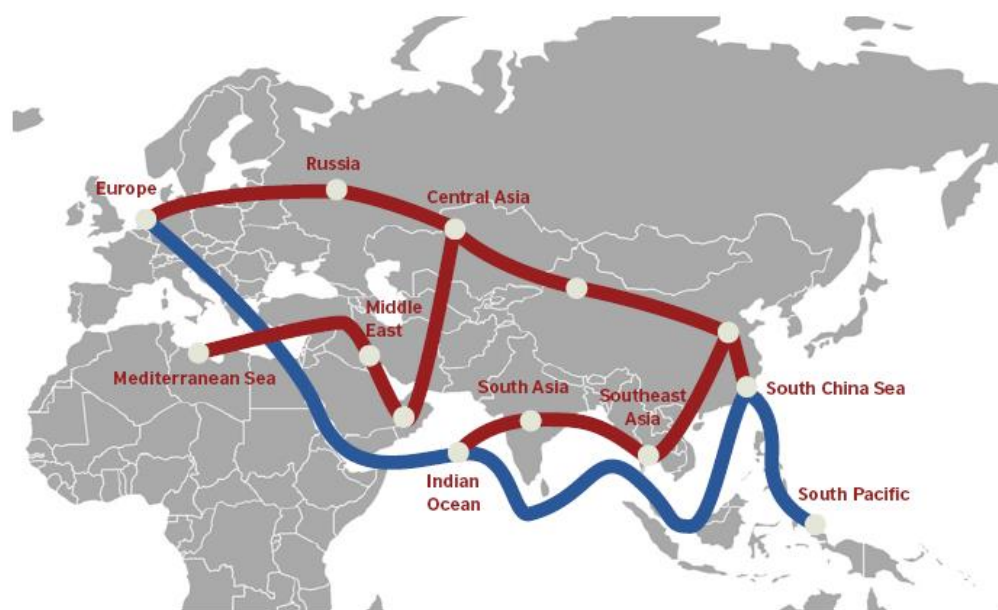 Russia
Europe
Central Asia
Middle
East
Mediterranean Sea
South Asia
Southeast
Asia
South China Sea
Indian
Ocean
South Pacific